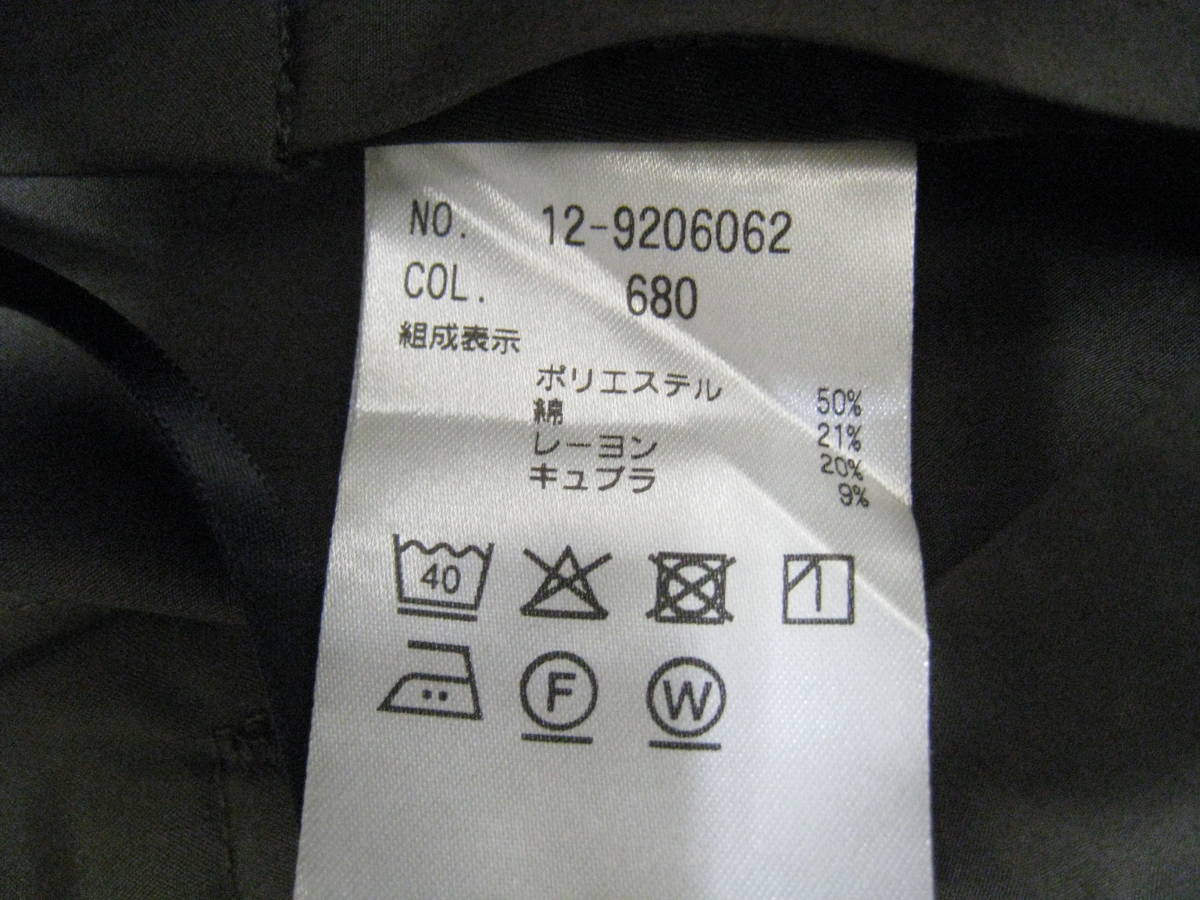 NO. 12-9206062
COL. 680
組成表示
ポリエステル 50%
綿 21%
レーヨン 20%
キュプラ 9%
40
F W